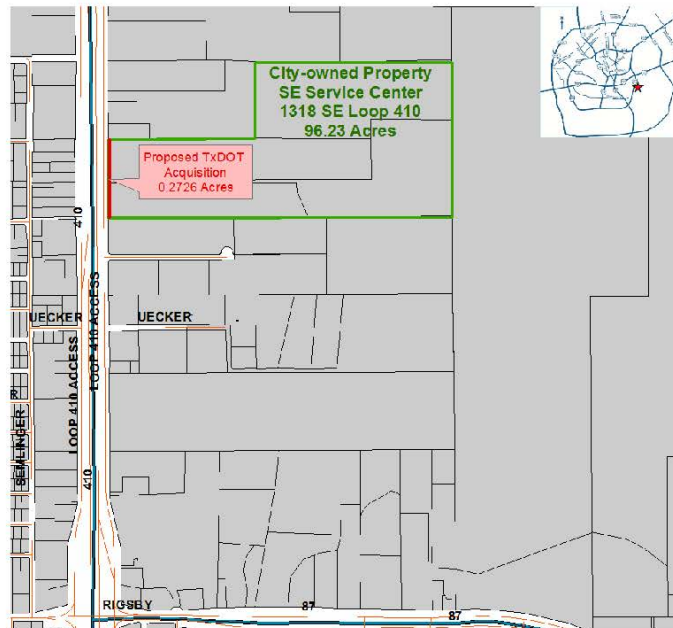 City-owned Property
SE Service Center
1318 SE Loop 410
96.23 Acres
Proposed TxDOT
Acquisition
0.2726 Acres
410
LOOP 410 ACCESS
UECKER
UECKER
LOOP 410 ACCESS
SEMLINGER
410
RIGSBY
87
87